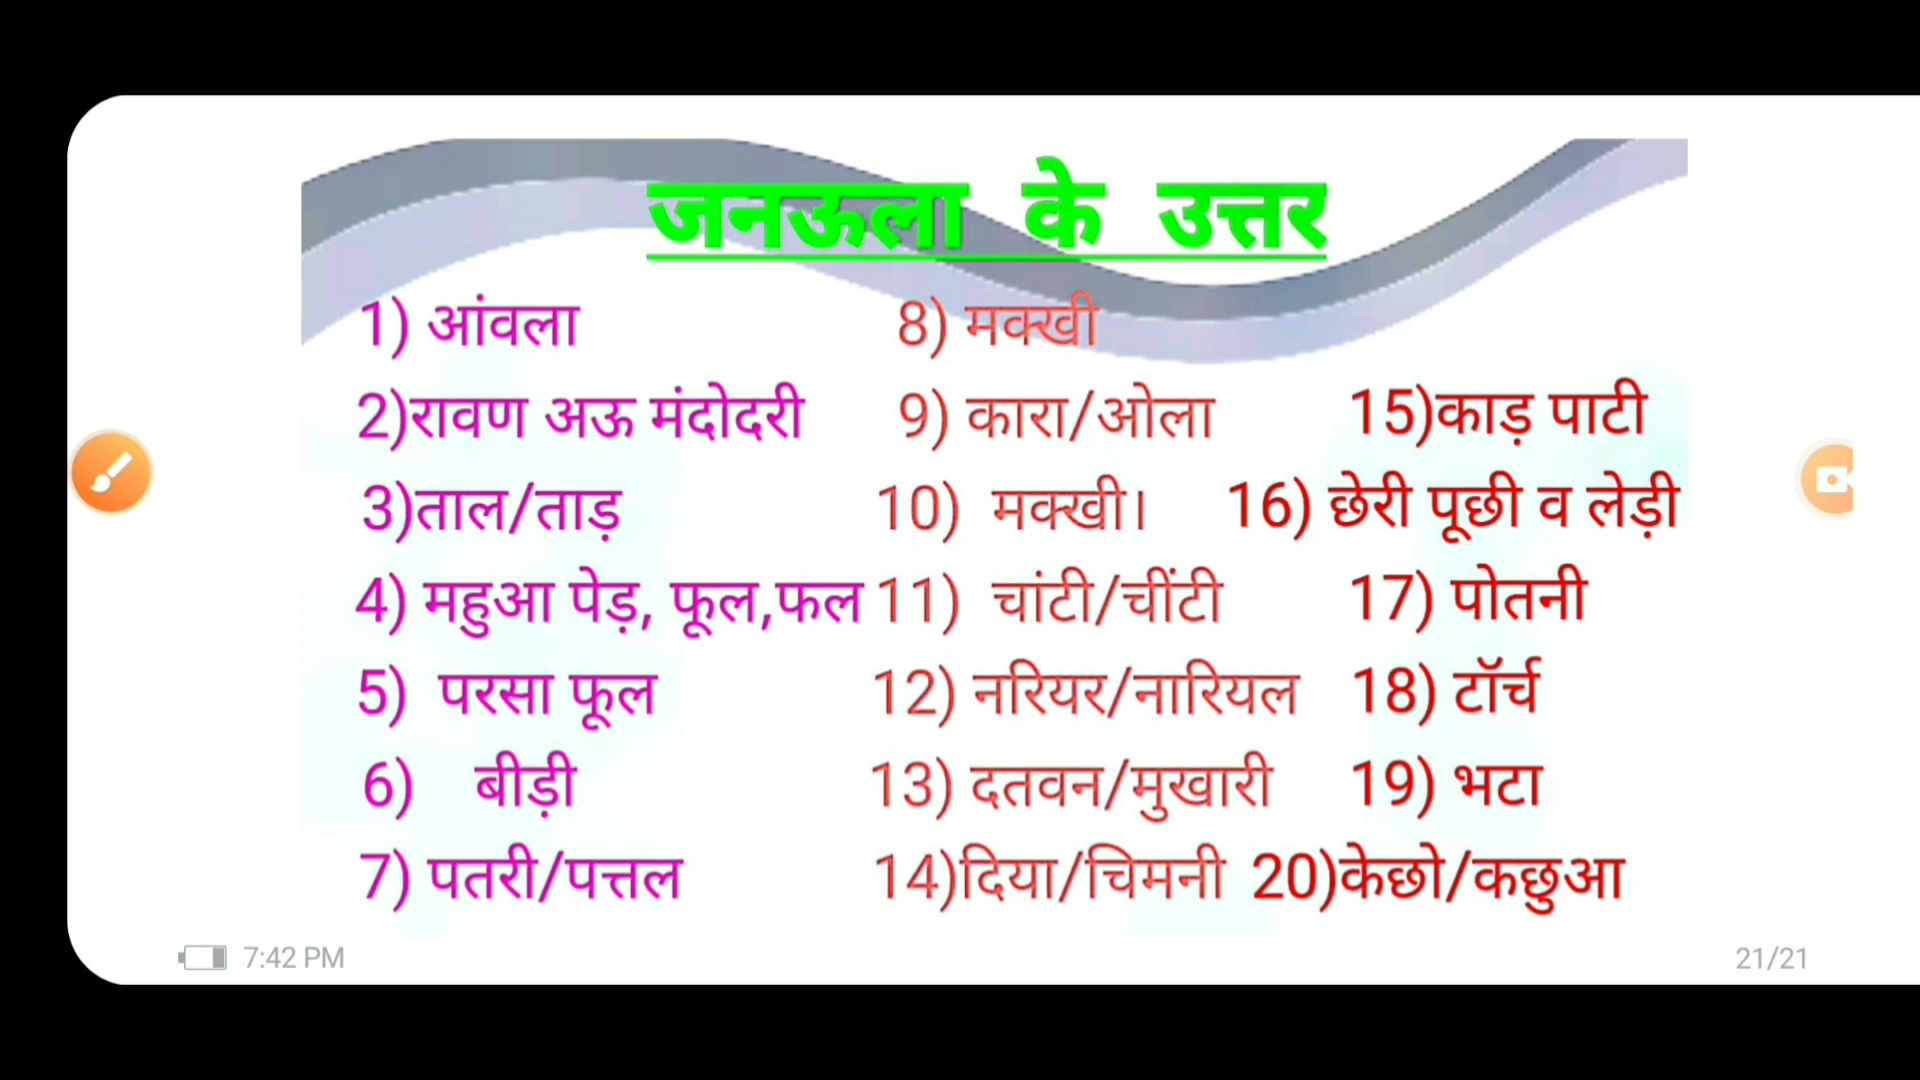 जनऊला के उत्तर
1) आंवला
2)रावण अऊ मंदोदरी
3)ताल/ताड़
4) महुआ पेड़, फूल,फल
5) परसा फूल
6) बीड़ी
7) पतरी/पत्तल
8) मक्खी
9) कारा/ओला
10) मक्खी।
11) चांटी/चींटी
12) नरियर/नारियल
13) दतवन/मुखारी
14)दिया/चिमनी
15)काड़ पाटी
16) छेरी पूछी व लेड़ी
17) पोतनी
18) टॉर्च
19) भटा
20)केछो/कछुआ
7:42 PM
21/21